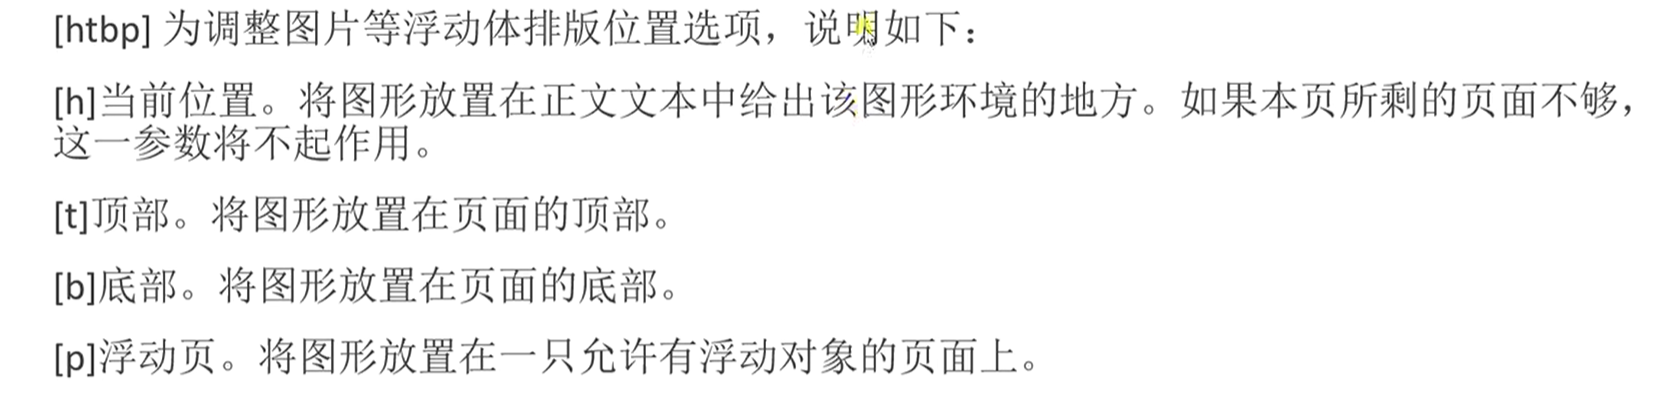 [htbp] 为调整图片等浮动体排版位置选项，说明如下：
[h]当前位置。将图形放置在正文文本中给出该图形环境的地方。如果本页所剩的页面不够，
这一参数将不起作用。
[t]顶部。将图形放置在页面的顶部。
[b]底部。将图形放置在页面的底部。
[p]浮动页。将图形放置在一只允许有浮动对象的页面上。